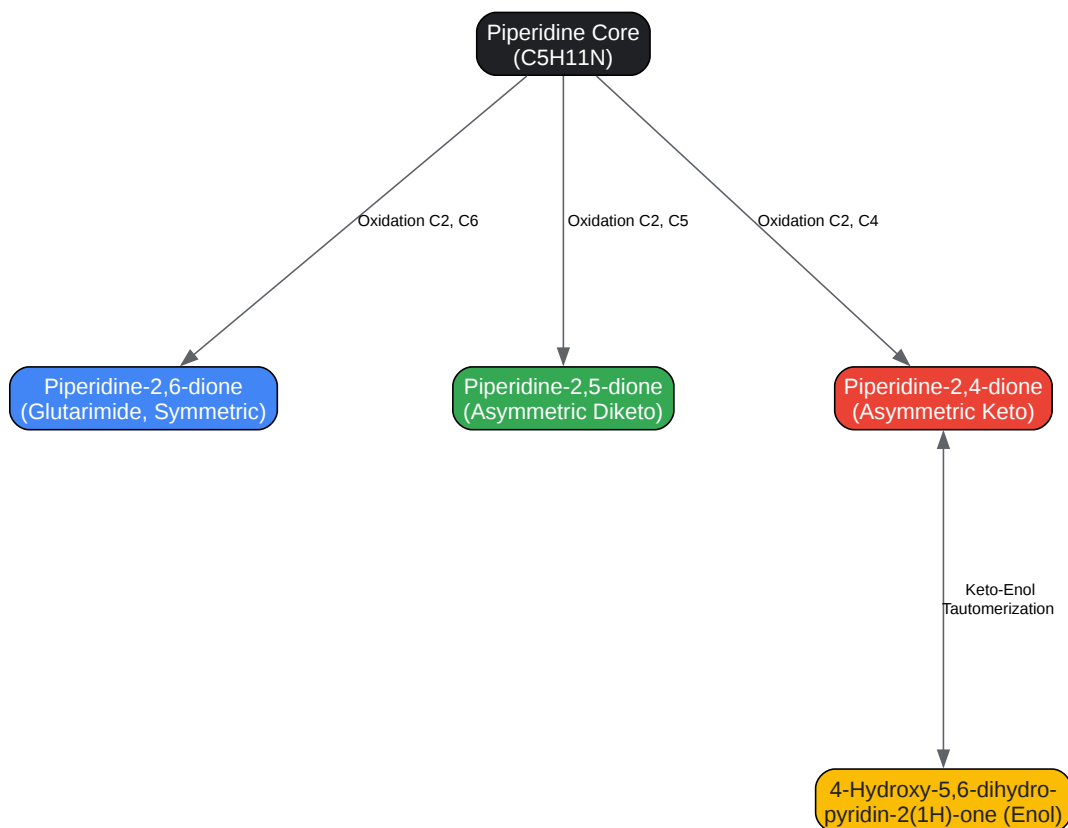 Piperidine Core
(C5H11N)
Oxidation C2, C6
Oxidation C2, C5
Oxidation C2, C4
Piperidine-2,6-dione
(Glutarimide, Symmetric)
Piperidine-2,5-dione
(Asymmetric Diketo)
Piperidine-2,4-dione
(Asymmetric Keto)
Keto-Enol
Tautomerization
4-Hydroxy-5,6-dihydro-
pyridin-2(1H)-one (Enol)